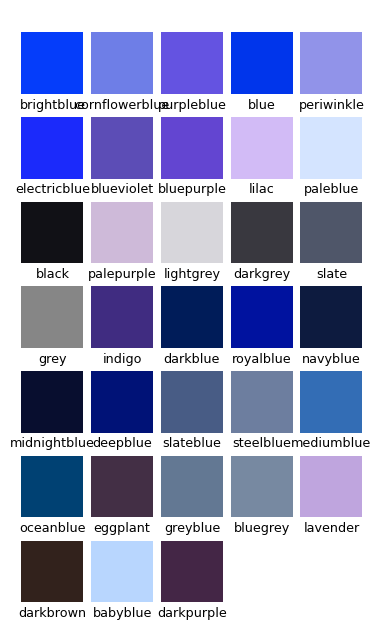 brightblue cornflowerblue purpleblue blue periwinkle
electricblue blueviolet bluepurple lilac paleblue
black palepurple lightgrey darkgrey slate
grey indigo darkblue royalblue navyblue
midnightblue deepblue slateblue steelblue mediumblue
oceanblue eggplant greyblue bluegrey lavender
darkbrown babyblue darkpurple